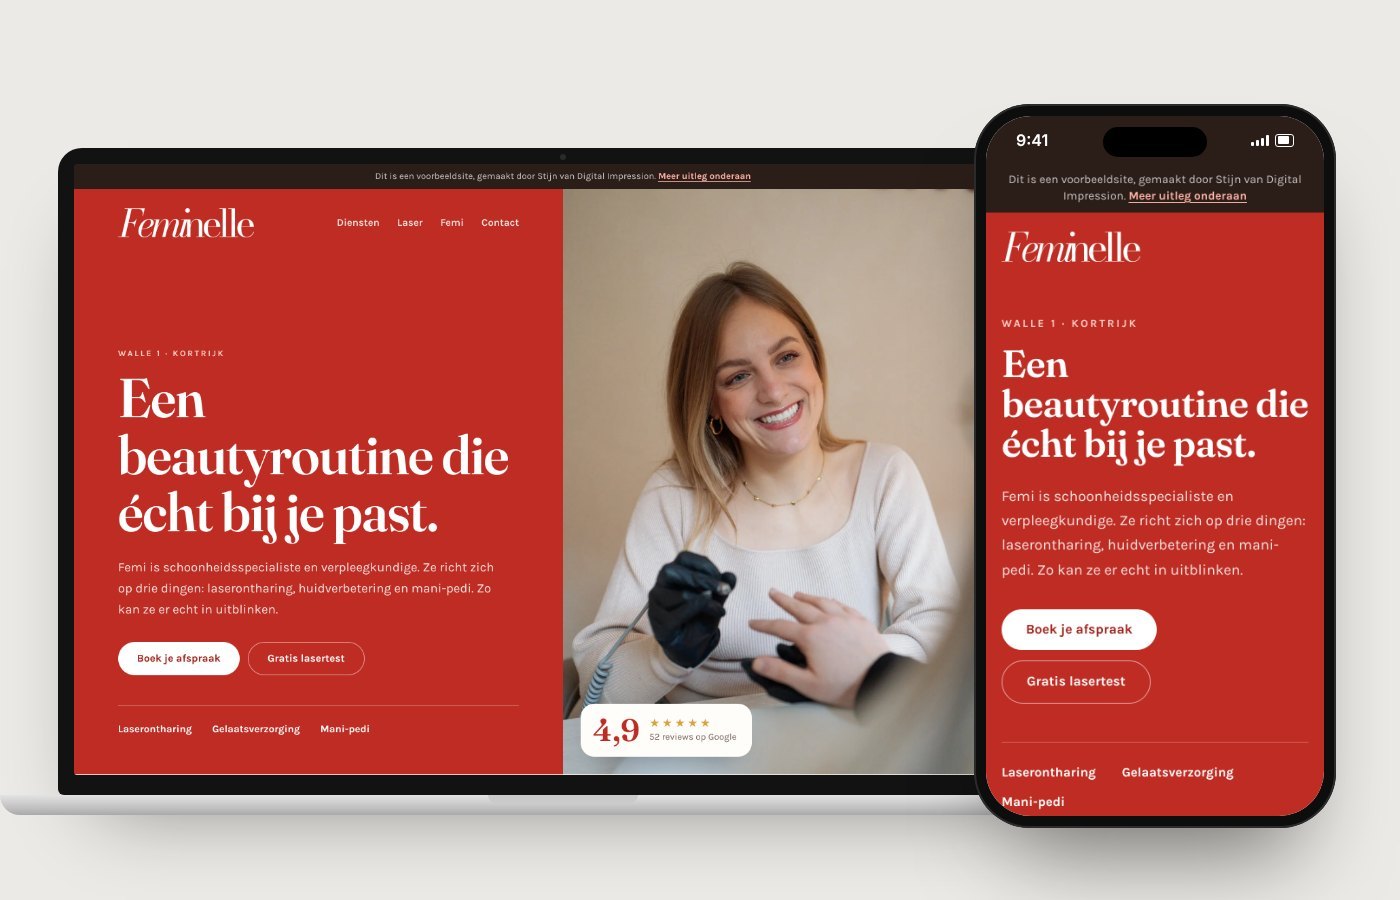 Dit is een voorbeeldsite, gemaakt door Stijn van Digital Impression. Meer uitleg onderaan
Feminelle
Diensten Laser Femi Contact
WALLE 1 · KORTRIJK
Een
beautyroutine die
écht bij je past.
Femi is schoonheidsspecialiste en verpleegkundige. Ze richt zich
op drie dingen: laserontharing, huidverbetering en mani-pedi. Zo
kan ze er echt in uitblinken.
Boek je afspraak Gratis lasertest
Laserontharing Gelaatsverzorging Mani-pedi
4,9 ★★★★★
52 reviews op Google
9:41
Dit is een voorbeeldsite, gemaakt door Stijn van Digital
Impression. Meer uitleg onderaan
Feminelle
WALLE 1 · KORTRIJK
Een
beautyroutine die
écht bij je past.
Femi is schoonheidsspecialiste en
verpleegkundige. Ze richt zich op drie dingen:
laserontharing, huidverbetering en mani-
pedi. Zo kan ze er echt in uitblinken.
Boek je afspraak
Gratis lasertest
Laserontharing Gelaatsverzorging
Mani-pedi